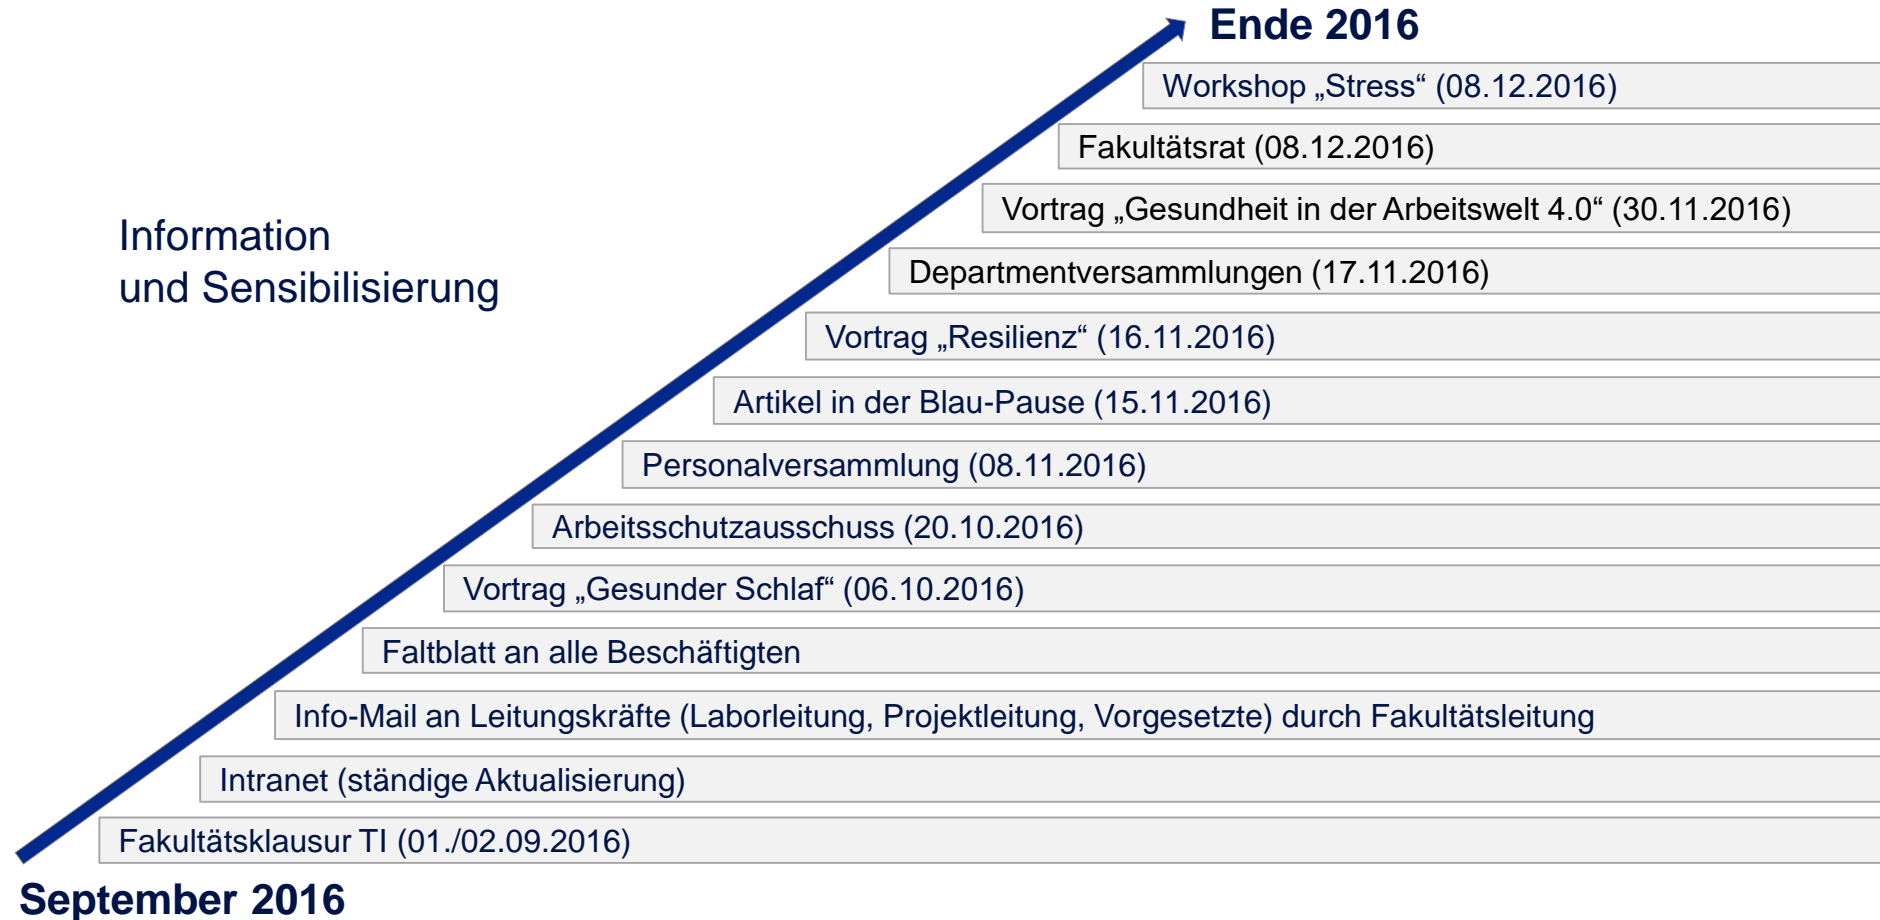 Ende 2016
Workshop „Stress“ (08.12.2016)
Fakultätsrat (08.12.2016)
Vortrag „Gesundheit in der Arbeitswelt 4.0“ (30.11.2016)
Information
und Sensibilisierung
Departmentversammlungen (17.11.2016)
Vortrag „Resilienz“ (16.11.2016)
Artikel in der Blau-Pause (15.11.2016)
Personalversammlung (08.11.2016)
Arbeitsschutzausschuss (20.10.2016)
Vortrag „Gesunder Schlaf“ (06.10.2016)
Faltblatt an alle Beschäftigten
Info-Mail an Leitungskräfte (Laborleitung, Projektleitung, Vorgesetzte) durch Fakultätsleitung
Intranet (ständige Aktualisierung)
Fakultätsklausur TI (01./02.09.2016)
September 2016